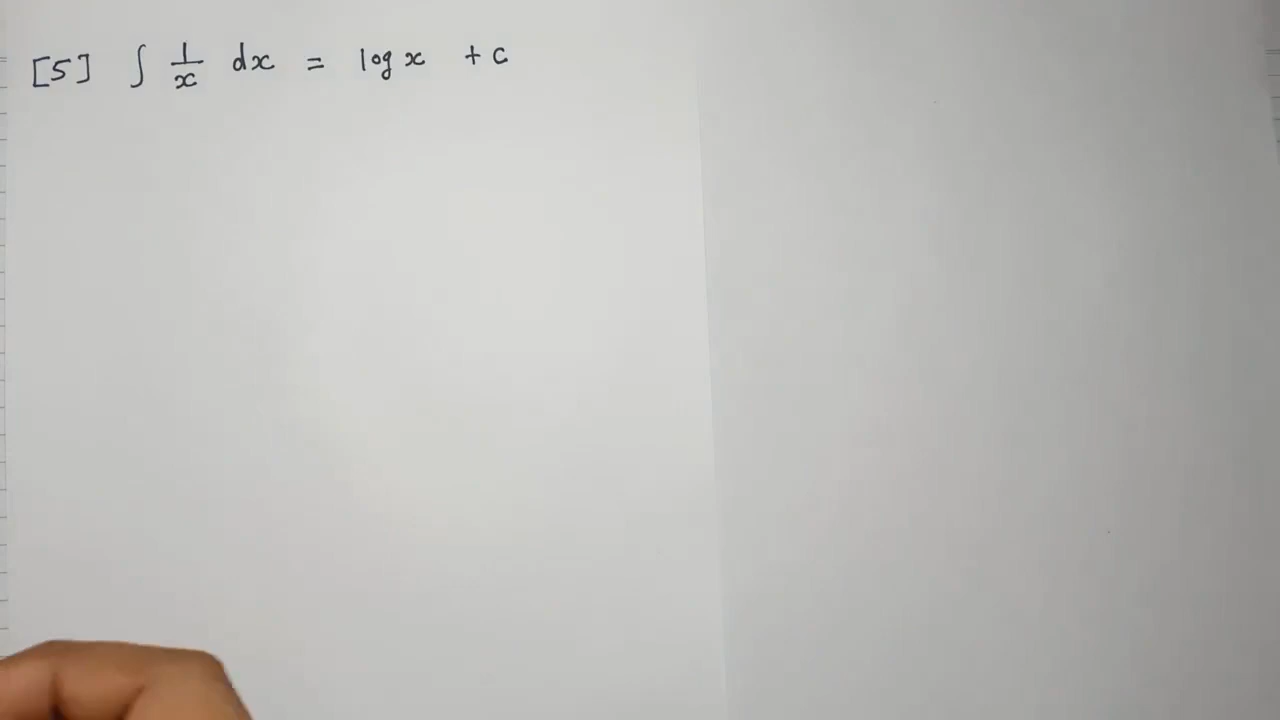 [5] ∫ 1/x dx = log x + c